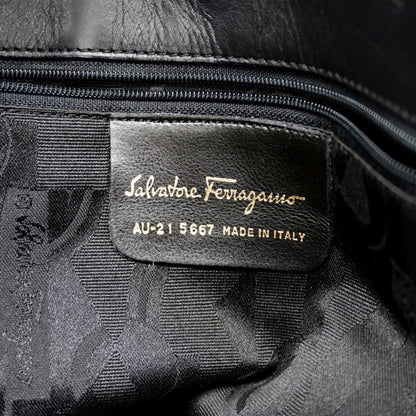 Salvatore Ferragamo
AU-21 5667 MADE IN ITALY